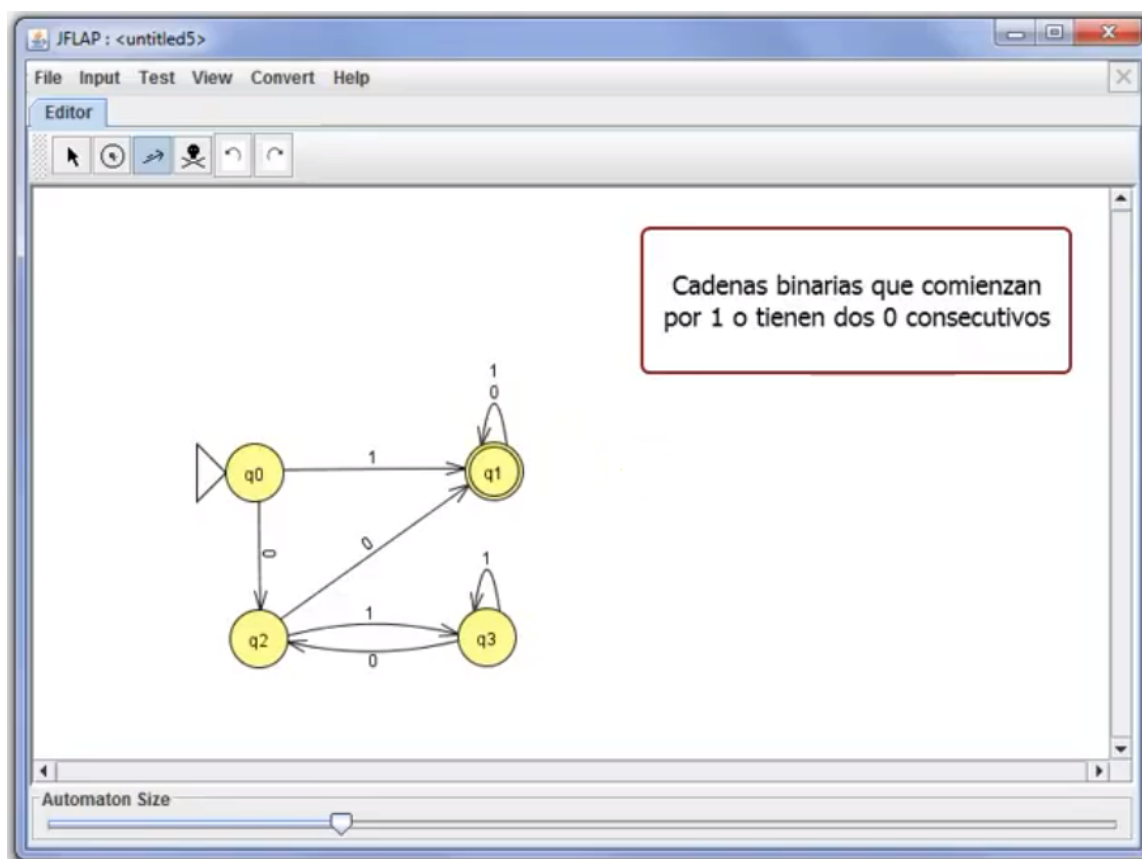 JFLAP : <untitled5>
File Input Test View Convert Help
Editor
Cadenas binarias que comienzan
por 1 o tienen dos 0 consecutivos
1
0
q0
1
q1
0
0
1
q2
1
q3
0
Automaton Size